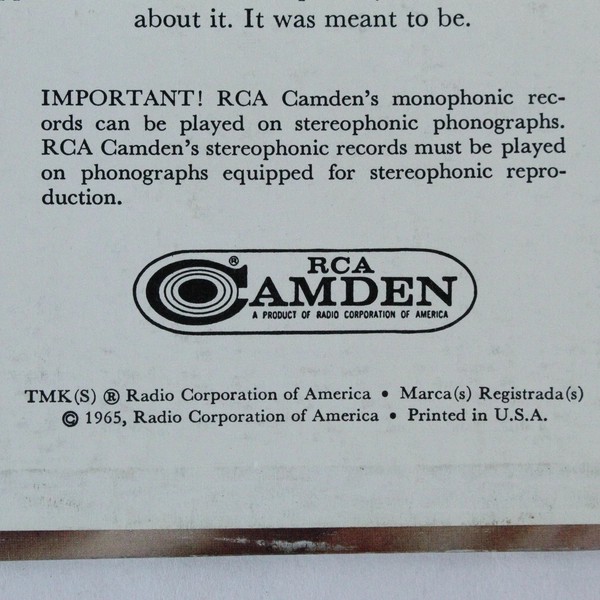 about it. It was meant to be.
IMPORTANT! RCA Camden's monophonic rec-
ords can be played on stereophonic phonographs.
RCA Camden's stereophonic records must be played
on phonographs equipped for stereophonic repro-
duction.
®
RCA
CAMDEN
A PRODUCT OF RADIO CORPORATION OF AMERICA
TMK(S) ® Radio Corporation of America • Marca(s) Registrada(s)
© 1965, Radio Corporation of America • Printed in U.S.A.